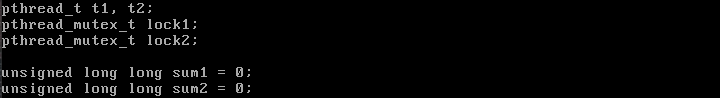 pthread_t t1, t2;
pthread_mutex_t lock1;
pthread_mutex_t lock2;

unsigned long long sum1 = 0;
unsigned long long sum2 = 0;